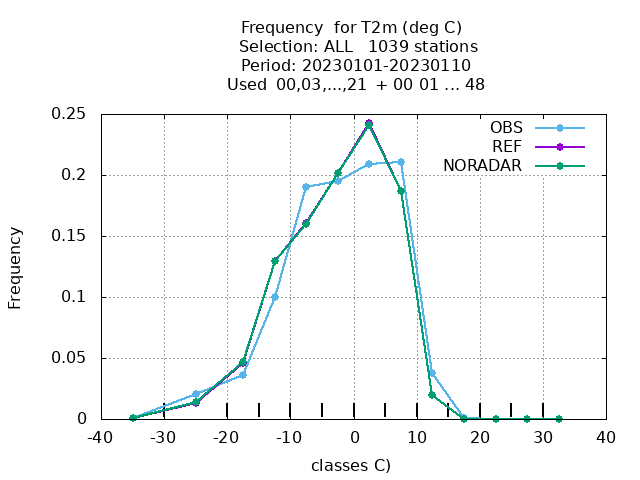 Frequency  for T2m (deg C)
Selection: ALL   1039 stations
Period: 20230101-20230110
Used  00,03,...,21  + 00 01 ... 48
OBS
REF
NORADAR
0.25
0.2
0.15
0.1
0.05
0
Frequency
-40 -30 -20 -10 0 10 20 30 40
classes C)